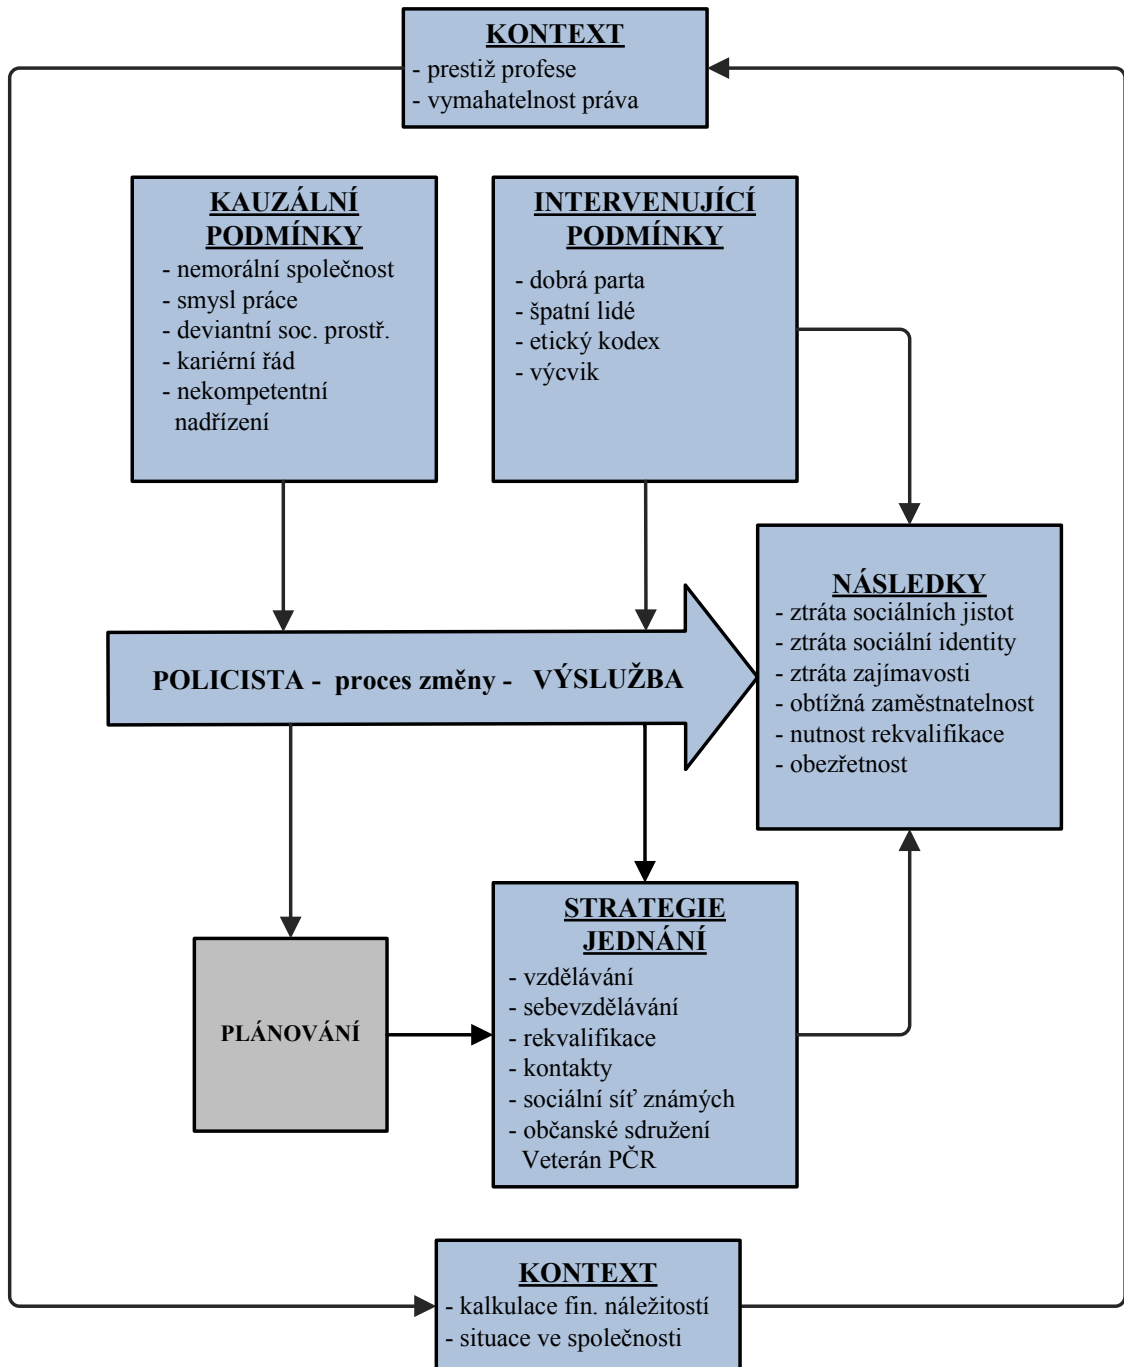 KONTEXT
- prestiž profese
- vymahatelnost práva
KAUZÁLNÍ
PODMÍNKY
- nemorální společnost
- smysl práce
- deviantní soc. prostř.
- kariérní řád
- nekompetentní
nadřízení
INTERVENUJÍCÍ
PODMÍNKY
- dobrá parta
- špatní lidé
- etický kodex
- výcvik
POLICISTA - proces změny - VÝSLUŽBA
NÁSLEDKY
- ztráta sociálních jistot
- ztráta sociální identity
- ztráta zajímavosti
- obtížná zaměstnatelnost
- nutnost rekvalifikace
- obezřetnost
PLÁNOVÁNÍ
STRATEGIE
JEDNÁNÍ
- vzdělávání
- sebevzdělávání
- rekvalifikace
- kontakty
- sociální síť známých
- občanské sdružení
Veterán PČR
KONTEXT
- kalkulace fin. náležitostí
- situace ve společnosti